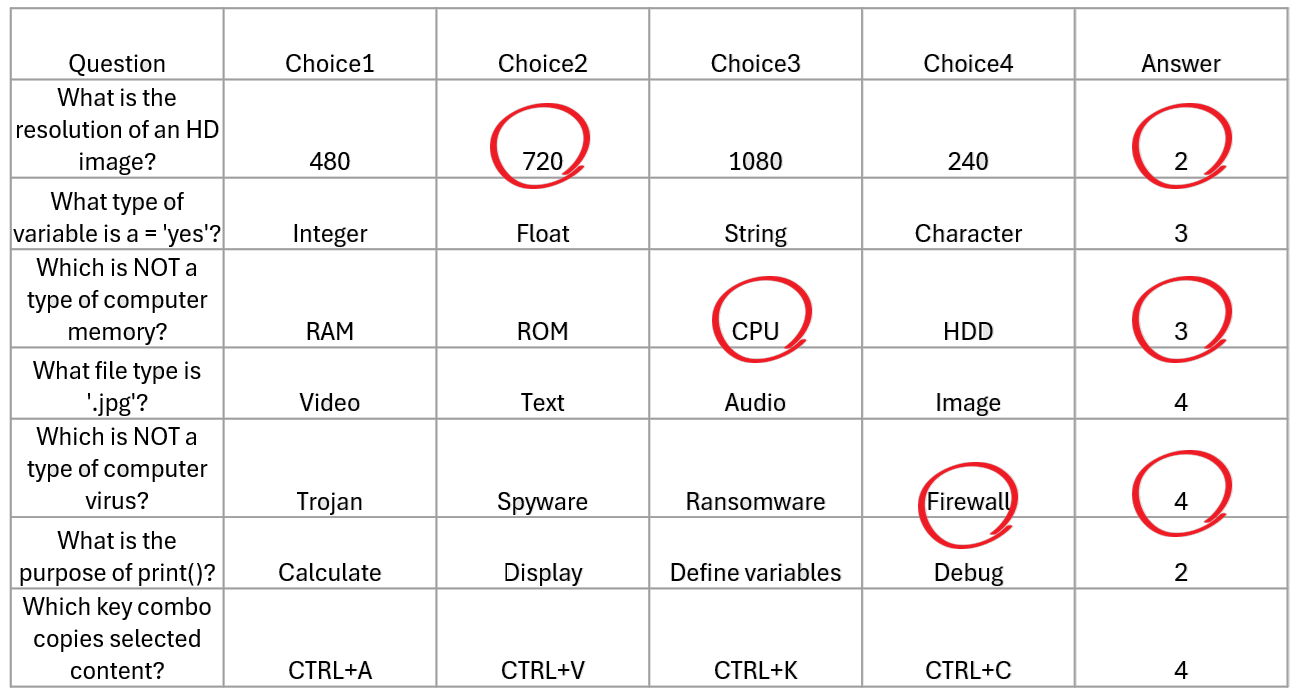 Question Choice1 Choice2 Choice3 Choice4 Answer
What is the
resolution of an HD
image? 480 720 1080 240 2
What type of
variable is a = 'yes'? Integer Float String Character 3
Which is NOT a
type of computer
memory? RAM ROM CPU HDD 3
What file type is
'.jpg'? Video Text Audio Image 4
Which is NOT a
type of computer
virus? Trojan Spyware Ransomware Firewall 4
What is the
purpose of print()? Calculate Display Define variables Debug 2
Which key combo
copies selected
content? CTRL+A CTRL+V CTRL+K CTRL+C 4